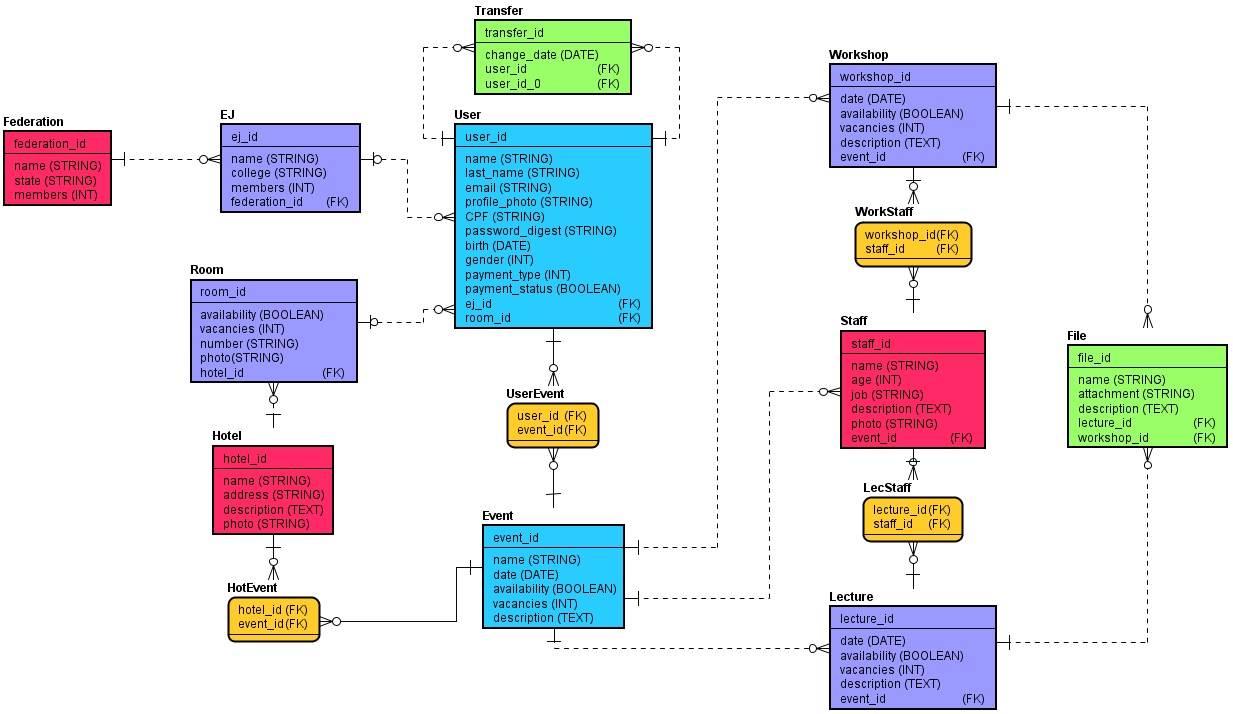 Transfer
transfer_id
change_date (DATE)
user_id (FK)
user_id_0 (FK)
Federation
federation_id
name (STRING)
state (STRING)
members (INT)
EJ
ej_id
name (STRING)
college (STRING)
members (INT)
federation_id (FK)
User
user_id
name (STRING)
last_name (STRING)
email (STRING)
profile_photo (STRING)
CPF (STRING)
password_digest (STRING)
birth (DATE)
gender (INT)
payment_type (INT)
payment_status (BOOLEAN)
ej_id (FK)
room_id (FK)
Workshop
workshop_id
date (DATE)
availability (BOOLEAN)
vacancies (INT)
description (TEXT)
event_id (FK)
WorkStaff
workshop_id(FK)
staff_id (FK)
Room
room_id
availability (BOOLEAN)
vacancies (INT)
number (STRING)
photo(STRING)
hotel_id (FK)
Staff
staff_id
name (STRING)
age (INT)
job (STRING)
description (TEXT)
photo (STRING)
event_id (FK)
File
file_id
name (STRING)
attachment (STRING)
description (TEXT)
lecture_id (FK)
workshop_id (FK)
UserEvent
user_id (FK)
event_id(FK)
Hotel
hotel_id
name (STRING)
address (STRING)
description (TEXT)
photo (STRING)
LecStaff
lecture_id(FK)
staff_id (FK)
Event
event_id
name (STRING)
date (DATE)
availability (BOOLEAN)
vacancies (INT)
description (TEXT)
HotEvent
hotel_id (FK)
event_id(FK)
Lecture
lecture_id
date (DATE)
availability (BOOLEAN)
vacancies (INT)
description (TEXT)
event_id (FK)